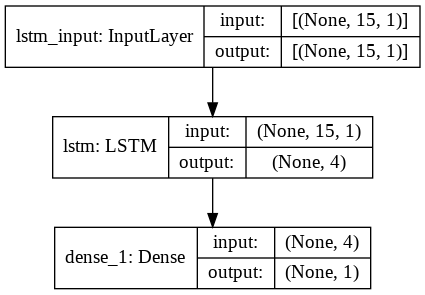 lstm_input: InputLayer
input: [(None, 15, 1)]
output: [(None, 15, 1)]
lstm: LSTM
input: (None, 15, 1)
output: (None, 4)
dense_1: Dense
input: (None, 4)
output: (None, 1)